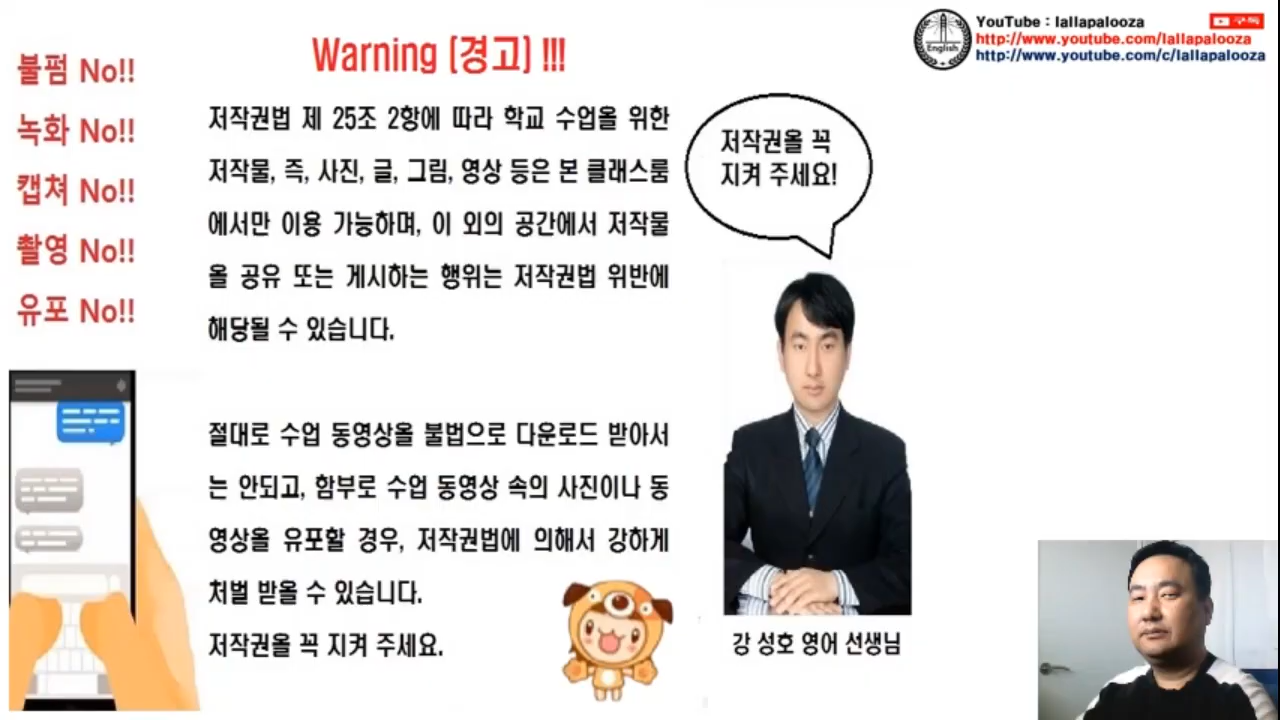 불펌 No!!
녹화 No!!
캡쳐 No!!
촬영 No!!
유포 No!!
Warning (경고) !!!
저작권법 제 25조 2항에 따라 학교 수업을 위한
저작물, 즉, 사진, 글, 그림, 영상 등은 본 클래스룸
에서만 이용 가능하며, 이 외의 공간에서 저작물
을 공유 또는 게시하는 행위는 저작권법 위반에
해당될 수 있습니다.
절대로 수업 동영상을 불법으로 다운로드 받아서
는 안되고, 함부로 수업 동영상 속의 사진이나 동
영상을 유포할 경우, 저작권법에 의해서 강하게
처벌 받을 수 있습니다.
저작권을 꼭 지켜 주세요.
저작권을 꼭
지켜 주세요!
강 성호 영어 선생님
English
YouTube : lallapalooza
구독
http://www.youtube.com/lallapalooza
http://www.youtube.com/c/lallapalooza